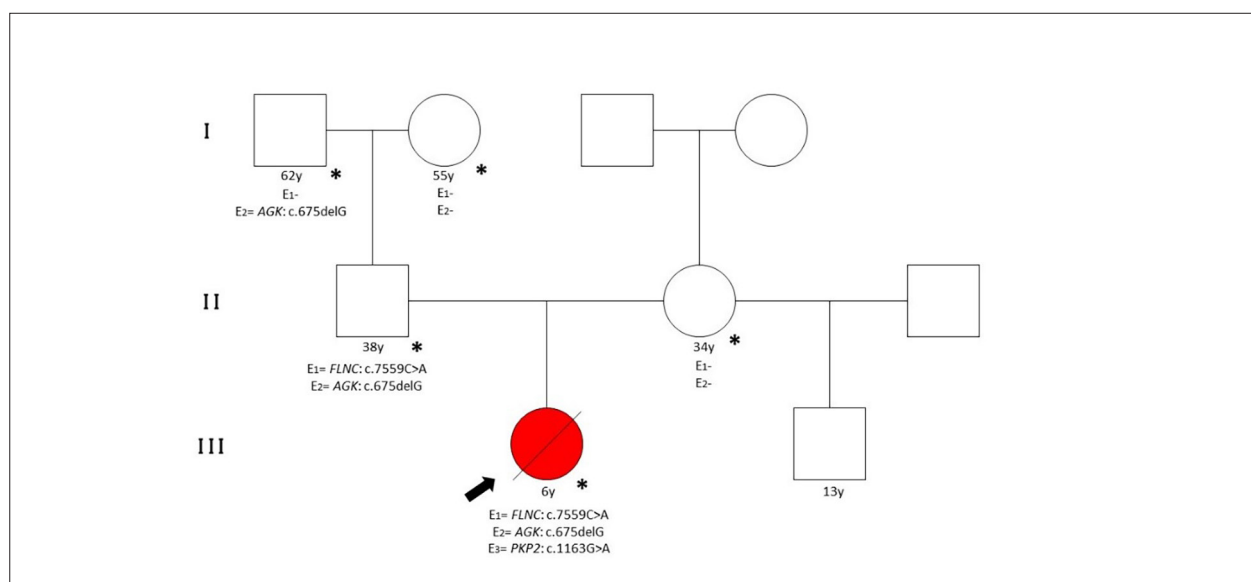 I
62y *
E1-
E2= AGK: c.675delG
55y *
E1-
E2-
II
38y *
E1= FLNC: c.7559C>A
E2= AGK: c.675delG
34y *
E1-
E2-
III
6y *
E1= FLNC: c.7559C>A
E2= AGK: c.675delG
E3= PKP2: c.1163G>A
13y